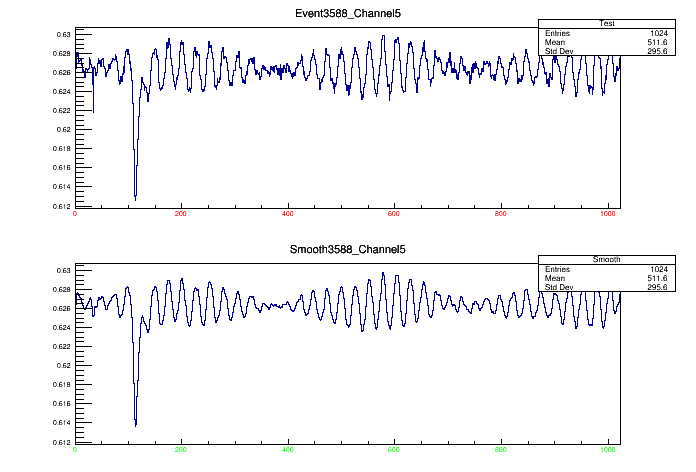 Event3588_Channel5
Test
Entries 1024
Mean 511.6
Std Dev 295.6
0.63
0.628
0.626
0.624
0.622
0.62
0.618
0.616
0.614
0.612
0 200 400 600 800 1000
Smooth3588_Channel5
Smooth
Entries 1024
Mean 511.6
Std Dev 295.6
0.63
0.628
0.626
0.624
0.622
0.62
0.618
0.616
0.614
0.612
0 200 400 600 800 1000